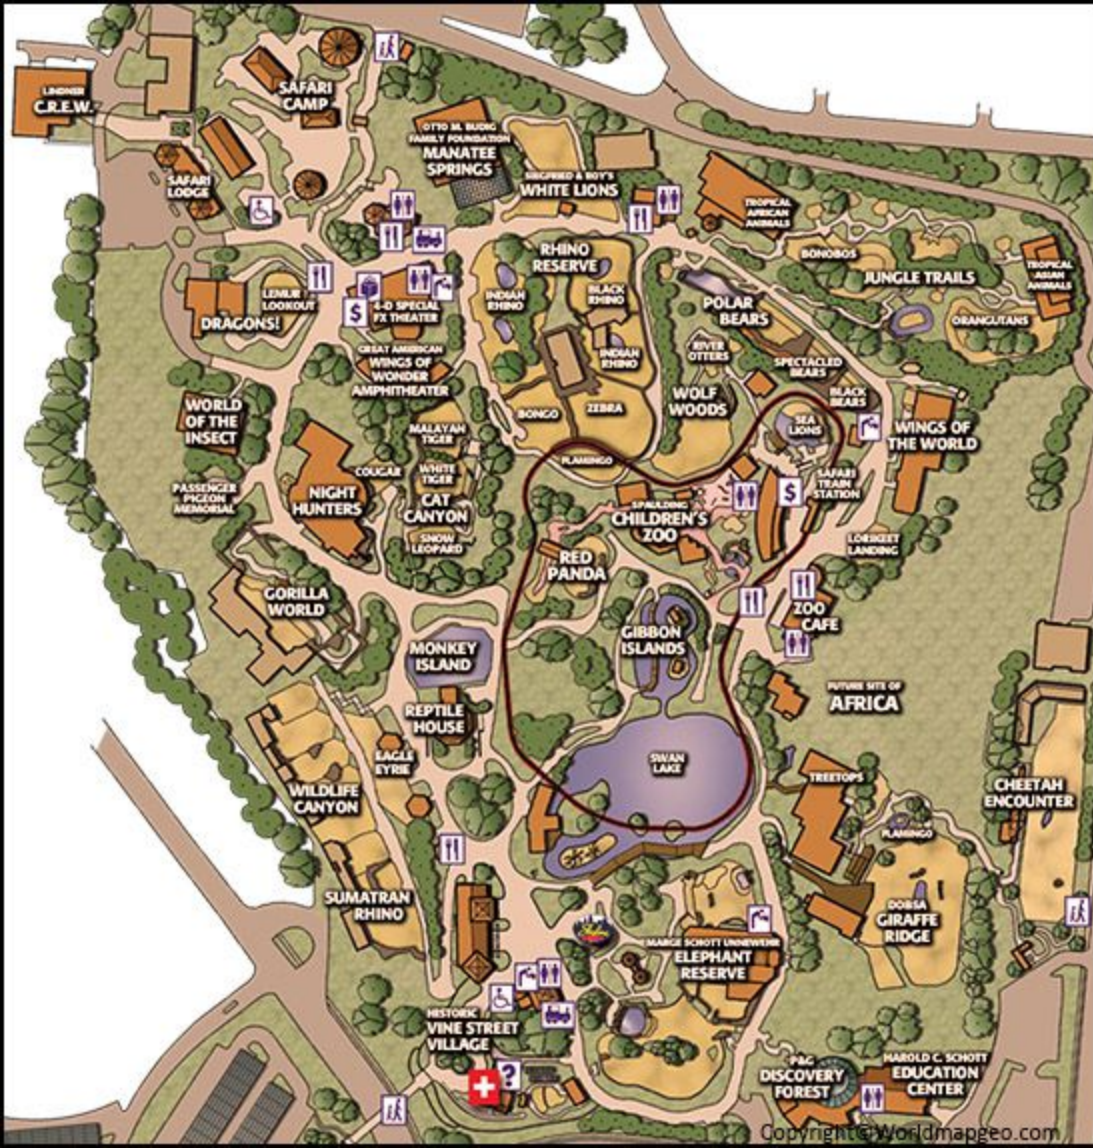 LINDNER
C.R.E.W.
SAFARI
CAMP
SAFARI
LODGE
OTTO M. BUDIG
FAMILY FOUNDATION
MANATEE
SPRINGS
SIEGFRIED & ROY'S
WHITE LIONS
TROPICAL
AFRICAN
ANIMALS
BONOBOS
JUNGLE TRAILS
TROPICAL
ASIAN
ANIMALS
ORANGUTANS
RHINO
RESERVE
INDIAN
RHINO
BLACK
RHINO
INDIAN
RHINO
BONGO
ZEBRA
POLAR
BEARS
RIVER
OTTERS
SPECTACLED
BEARS
WOLF
WOODS
BLACK
BEARS
SEA
LIONS
WINGS OF
THE WORLD
LEMUR
LOOKOUT
DRAGONS!
$
4-D SPECIAL
FX THEATER
GREAT AMERICAN
WINGS OF
WONDER
AMPHITHEATER
WORLD
OF THE
INSECT
PASSENGER
PIGEON
MEMORIAL
MALAYAN
TIGER
COUGAR
WHITE
TIGER
NIGHT
HUNTERS
CAT
CANYON
SNOW
LEOPARD
FLAMINGO
SPAULDING
CHILDREN'S
ZOO
$
SAFARI
TRAIN
STATION
LORIKEET
LANDING
RED
PANDA
GORILLA
WORLD
GIBBON
ISLANDS
ZOO
CAFE
MONKEY
ISLAND
REPTILE
HOUSE
FUTURE SITE OF
AFRICA
EAGLE
EYRIE
WILDLIFE
CANYON
SWAN
LAKE
TREETOPS
CHEETAH
ENCOUNTER
FLAMINGO
SUMATRAN
RHINO
DOBSA
GIRAFFE
RIDGE
MARGE SCHOTT UNNEWEHR
ELEPHANT
RESERVE
HISTORIC
VINE STREET
VILLAGE
?
P&G
DISCOVERY
FOREST
HAROLD C. SCHOTT
EDUCATION
CENTER
Copyright©Worldmapgeo.com